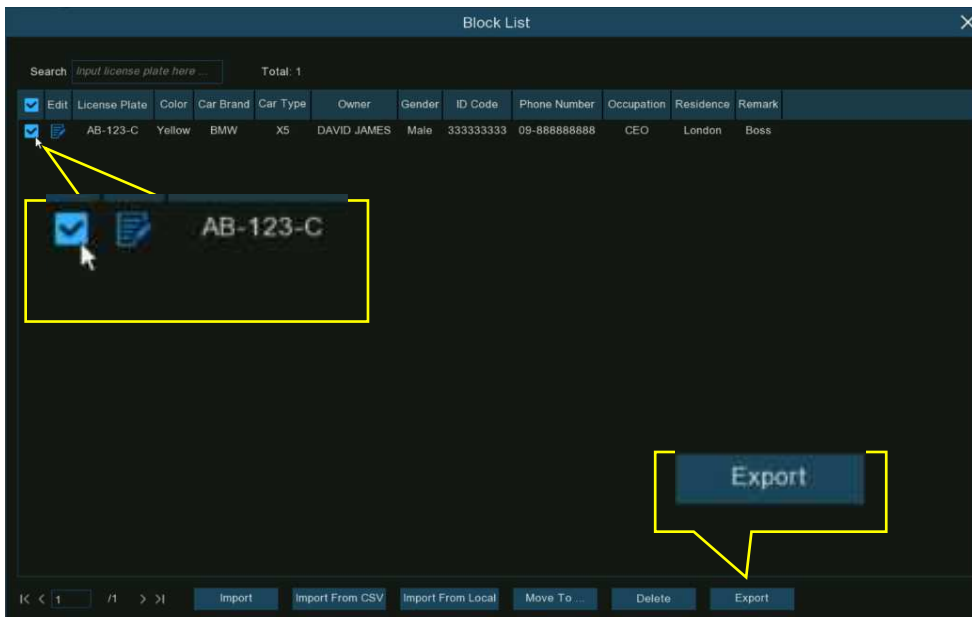 Block List
Search Input license plate here ... Total: 1
Edit License Plate Color Car Brand Car Type Owner Gender ID Code Phone Number Occupation Residence Remark
AB-123-C Yellow BMW X5 DAVID JAMES Male 333333333 09-888888888 CEO London Boss
AB-123-C
Export
1 /1 Import Import From CSV Import From Local Move To ... Delete Export